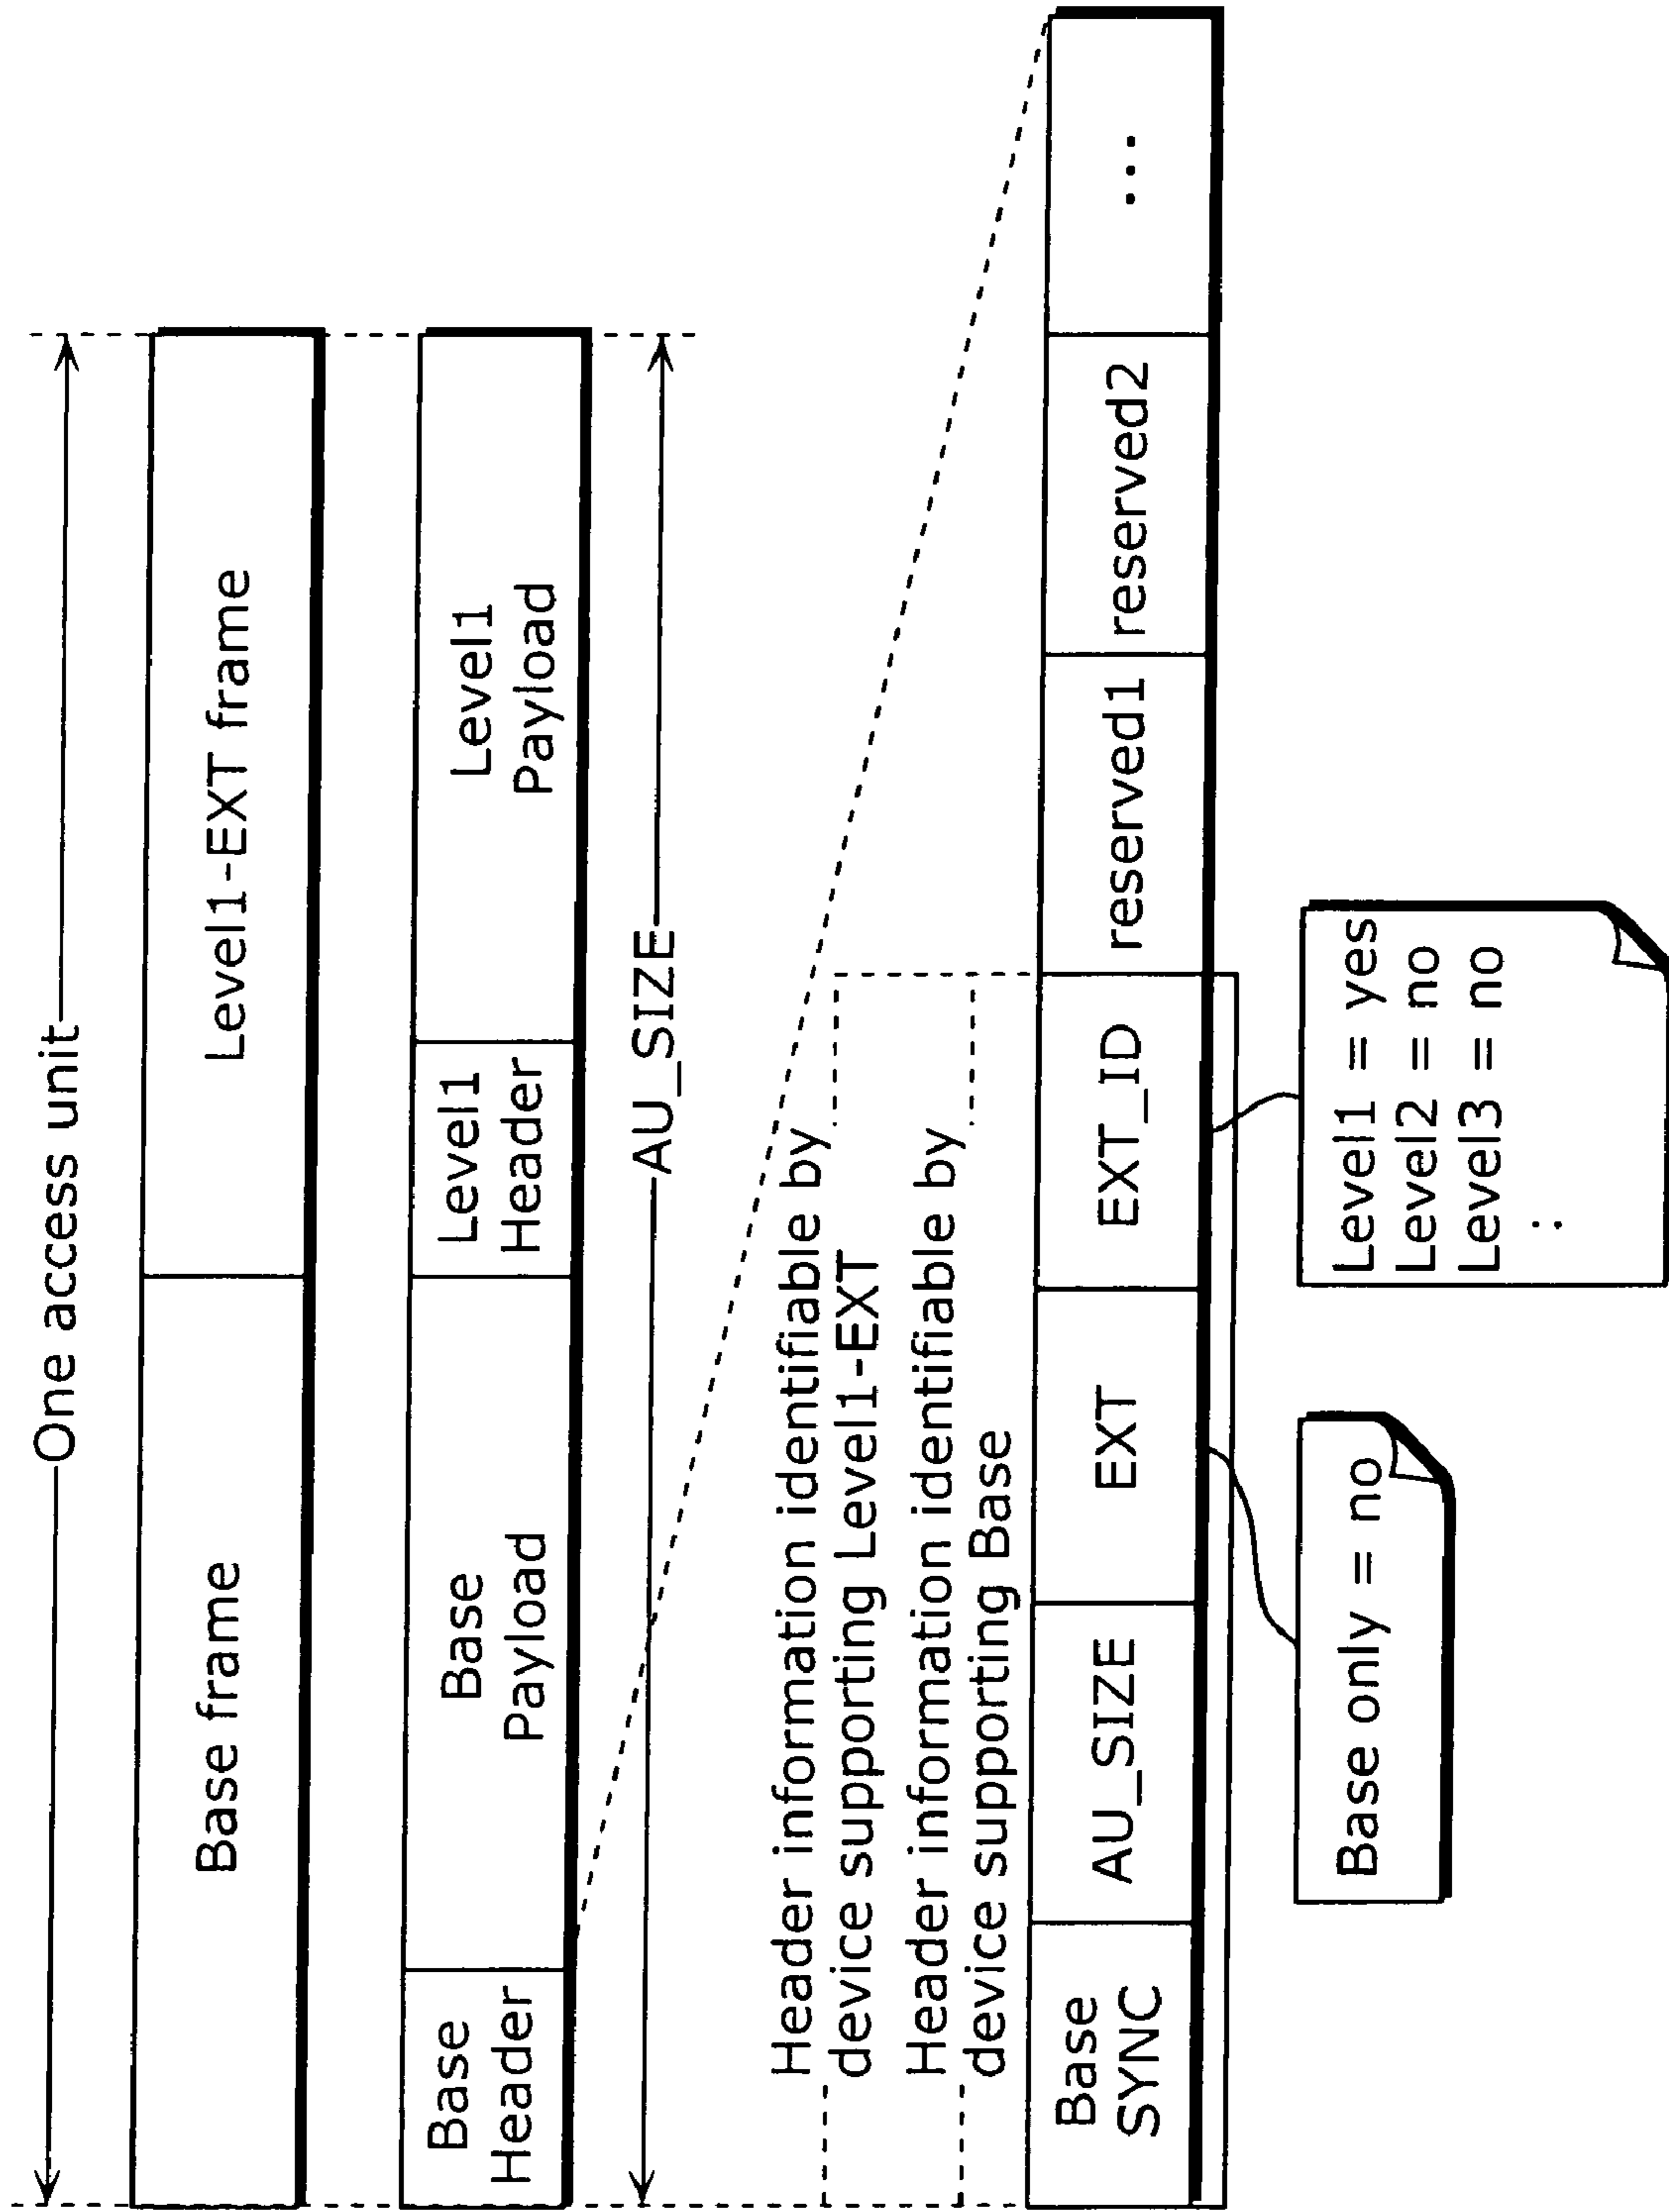 One access unit
Base frame
Level1-EXT frame
Base
Header
Base
Payload
Level1
Header
Level1
Payload
AU_SIZE
Header information identifiable by
device supporting Level1-EXT
Header information identifiable by
device supporting Base
Base
SYNC
AU_SIZE
EXT
EXT_ID
reserved1
reserved2
...
Base only = no
Level1 = yes
Level2 = no
Level3 = no
: